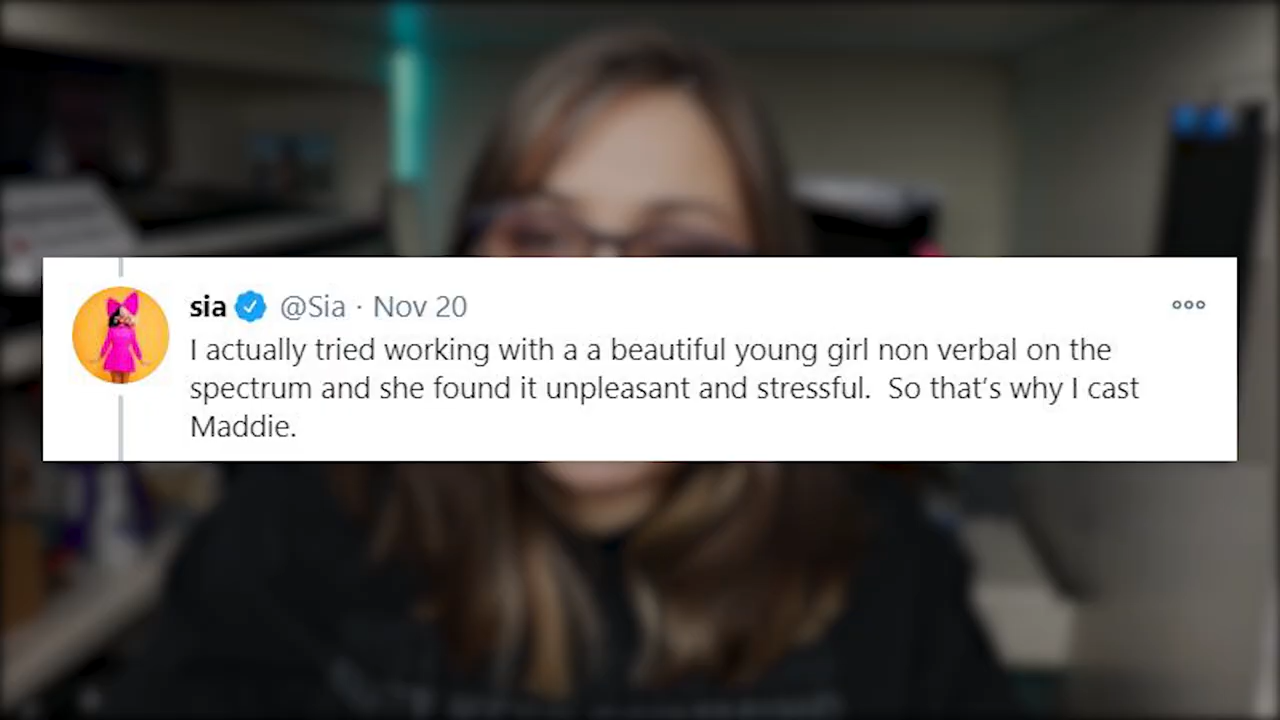 sia @Sia · Nov 20
I actually tried working with a a beautiful young girl non verbal on the
spectrum and she found it unpleasant and stressful.  So that's why I cast
Maddie.